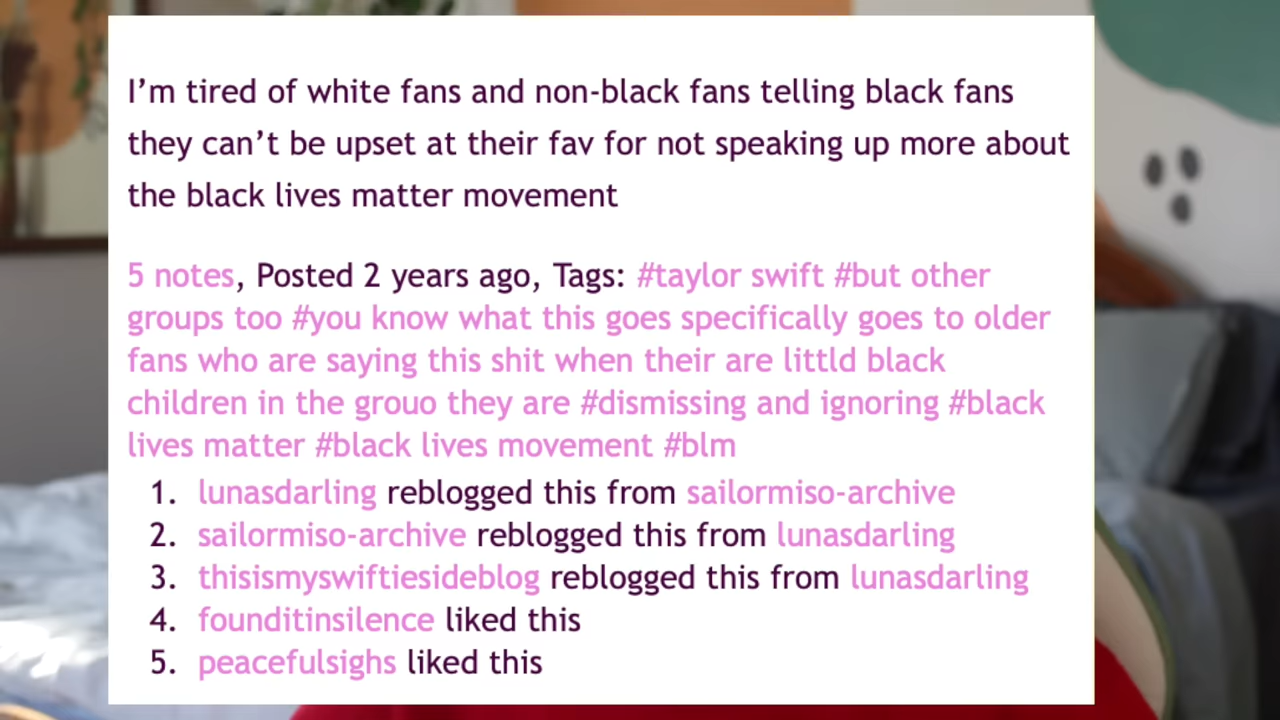 I’m tired of white fans and non-black fans telling black fans
they can’t be upset at their fav for not speaking up more about
the black lives matter movement
5 notes, Posted 2 years ago, Tags: #taylor swift #but other
groups too #you know what this goes specifically goes to older
fans who are saying this shit when their are littld black
children in the grouo they are #dismissing and ignoring #black
lives matter #black lives movement #blm
1. lunasdarling reblogged this from sailormiso-archive
2. sailormiso-archive reblogged this from lunasdarling
3. thisismyswiftiesideblog reblogged this from lunasdarling
4. founditinsilence liked this
5. peacefulsighs liked this